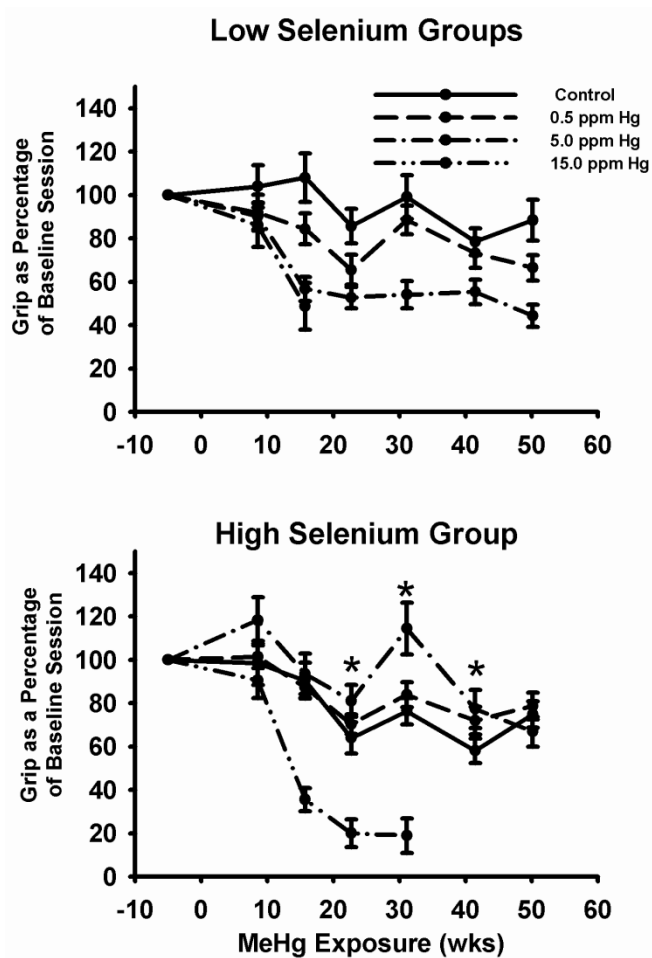 Low Selenium Groups
Control
0.5 ppm Hg
5.0 ppm Hg
15.0 ppm Hg
Grip as Percentage
of Baseline Session
140
120
100
80
60
40
20
0
-10 0 10 20 30 40 50 60
High Selenium Group
Grip as a Percentage
of Baseline Session
140
120
100
80
60
40
20
0
* * *
-10 0 10 20 30 40 50 60
MeHg Exposure (wks)